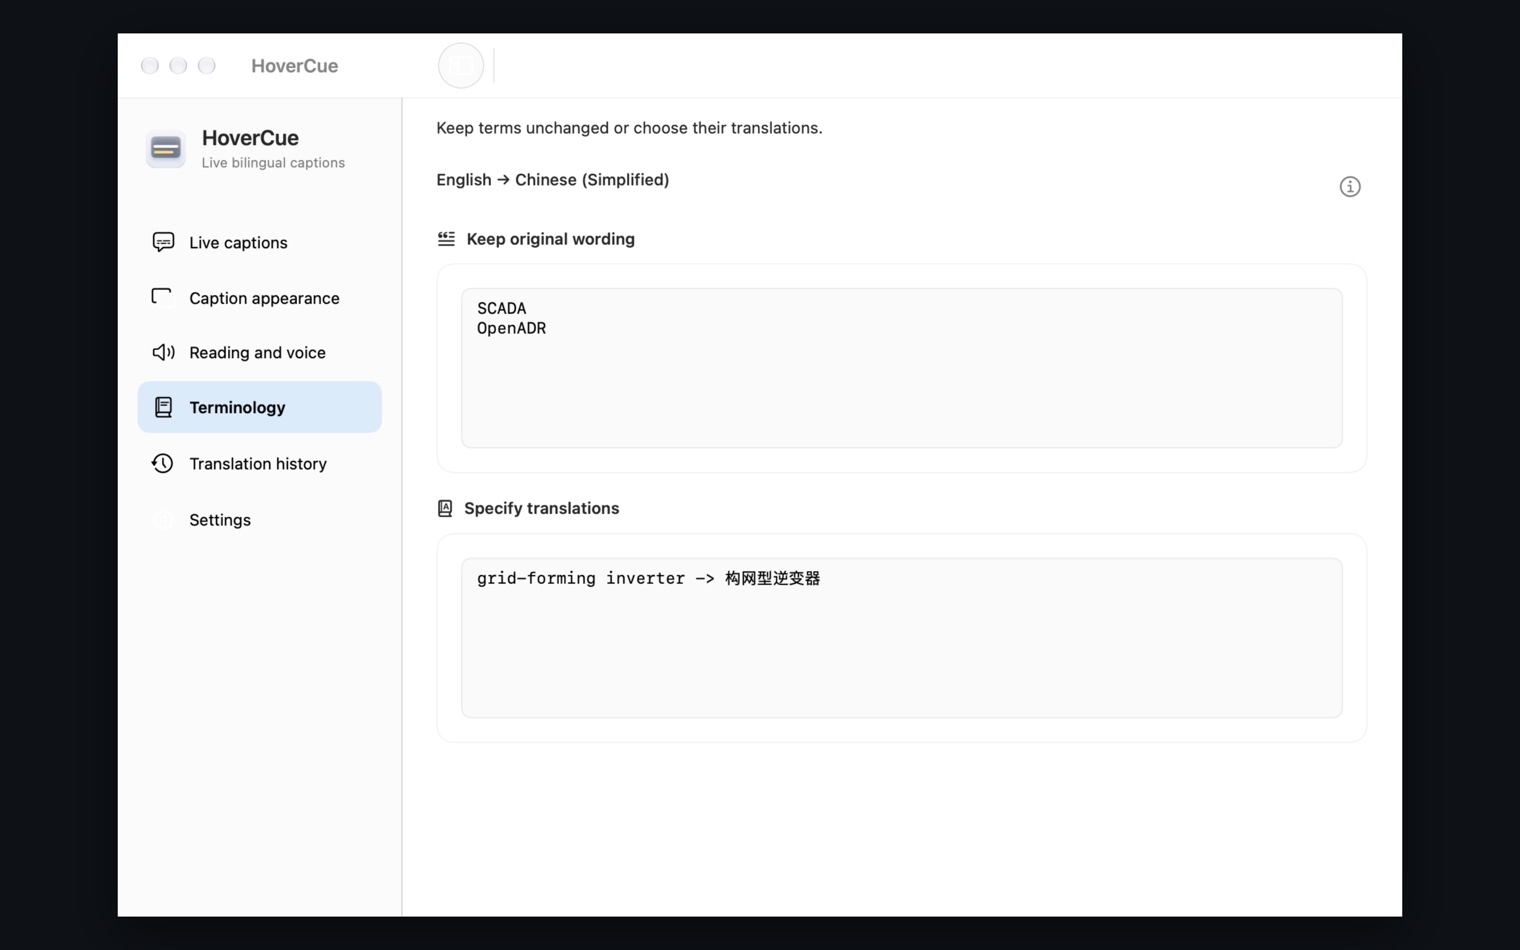 HoverCue
HoverCue
Live bilingual captions
Live captions
Caption appearance
Reading and voice
Terminology
Translation history
Settings
Keep terms unchanged or choose their translations.
English → Chinese (Simplified)
Keep original wording
SCADA
OpenADR
Specify translations
grid-forming inverter -> 构网型逆变器